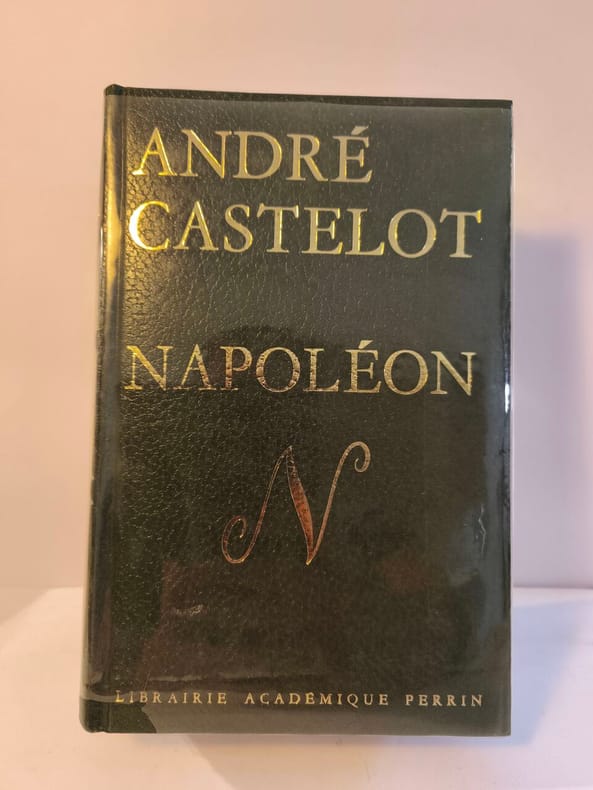 ANDRÉ
CASTELOT
NAPOLÉON
N
LIBRAIRIE ACADÉMIQUE PERRIN